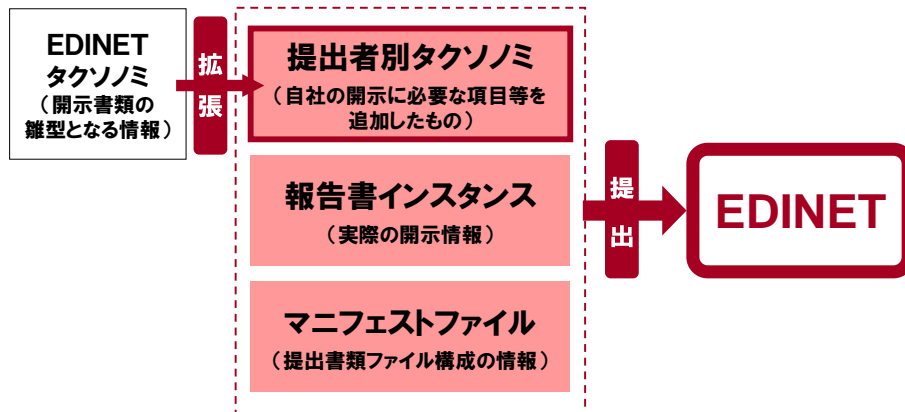 EDINET
タクソノミ
（開示書類の
雛型となる情報）
拡張
提出者別タクソノミ
（自社の開示に必要な項目等を
追加したもの）
報告書インスタンス
（実際の開示情報）
マニフェストファイル
（提出書類ファイル構成の情報）
提出
EDINET